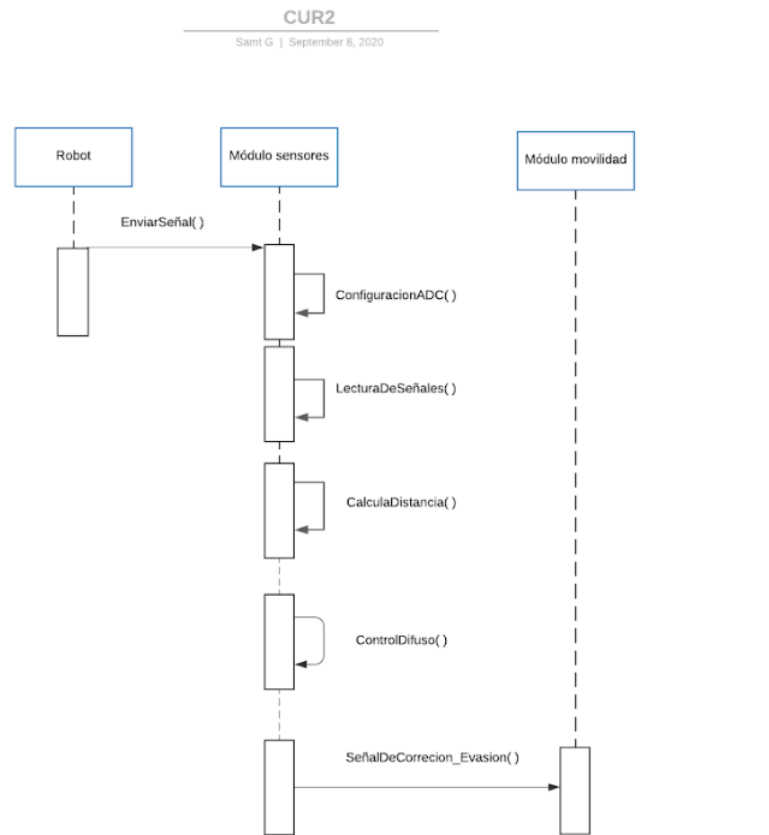 CUR2
Samt G | September 8, 2020
Robot
Módulo sensores
Módulo movilidad
EnviarSeñal( )
ConfiguracionADC( )
LecturaDeSeñales( )
CalculaDistancia( )
ControlDifuso( )
SeñalDeCorrecion_Evasion( )